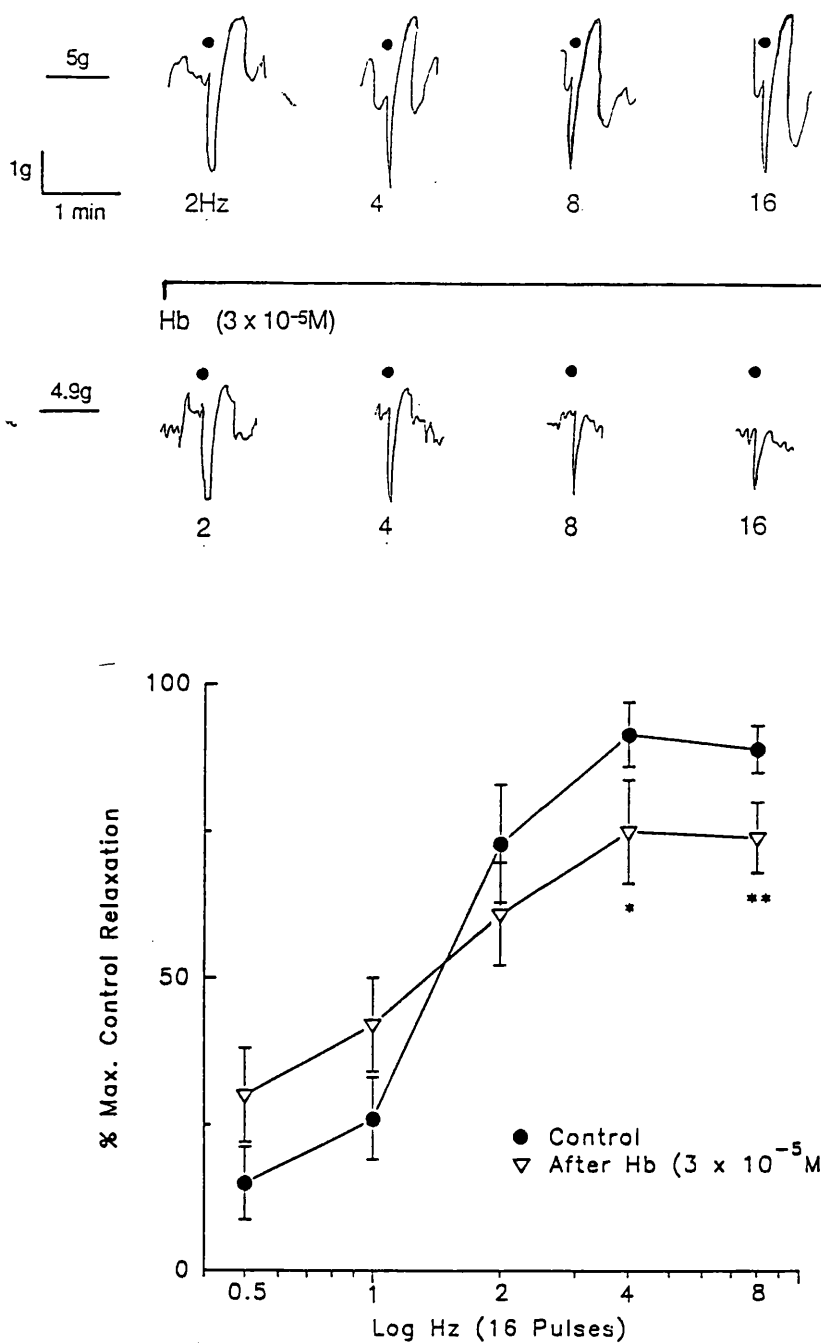 5g
1g
1 min
2Hz 4 8 16
Hb (3 x 10⁻⁵M)
4.9g
2 4 8 16
100
50
0
% Max. Control Relaxation
● Control
▽ After Hb (3 x 10⁻⁵M
*
**
0.5 1 2 4 8
Log Hz (16 Pulses)